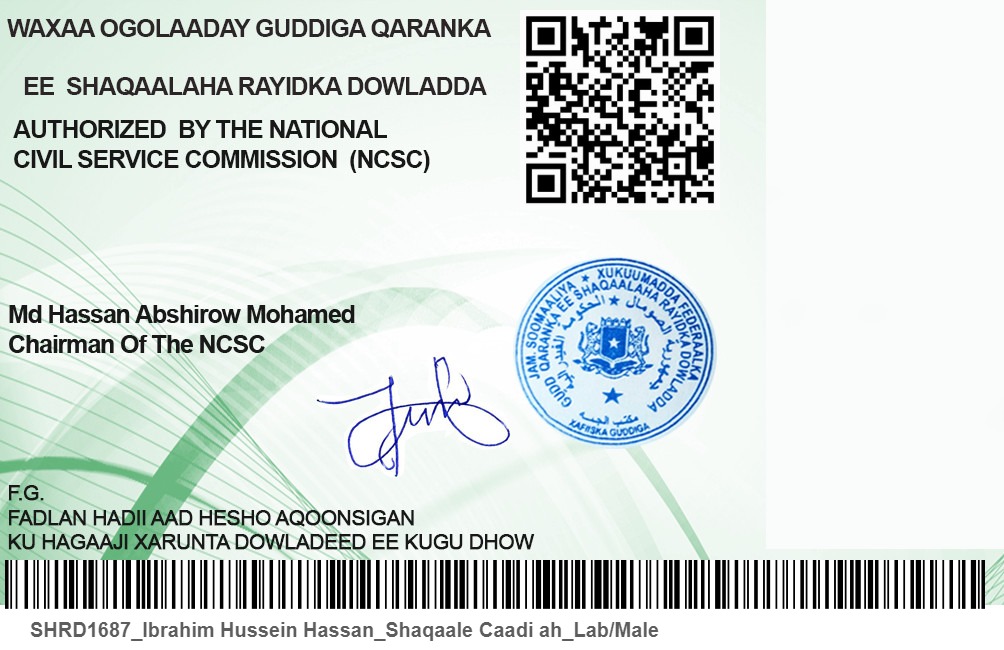 WAXAA OGOLAADAY GUDDIGA QARANKA
EE SHAQAALAHA RAYIDKA DOWLADDA
AUTHORIZED BY THE NATIONAL
CIVIL SERVICE COMMISSION (NCSC)
JAM. SOOMAALIYA ★ XUKUUMADDA FEDERAALKA
GUDD QARANKA EE SHAQAALAHA RAYIDKA DOWLADDA
XAFIISKA GUDDIGA
Md Hassan Abshirow Mohamed
Chairman Of The NCSC
F.G.
FADLAN HADII AAD HESHO AQOONSIGAN
KU HAGAAJI XARUNTA DOWLADEED EE KUGU DHOW
SHRD1687_Ibrahim Hussein Hassan_Shaqaale Caadi ah_Lab/Male